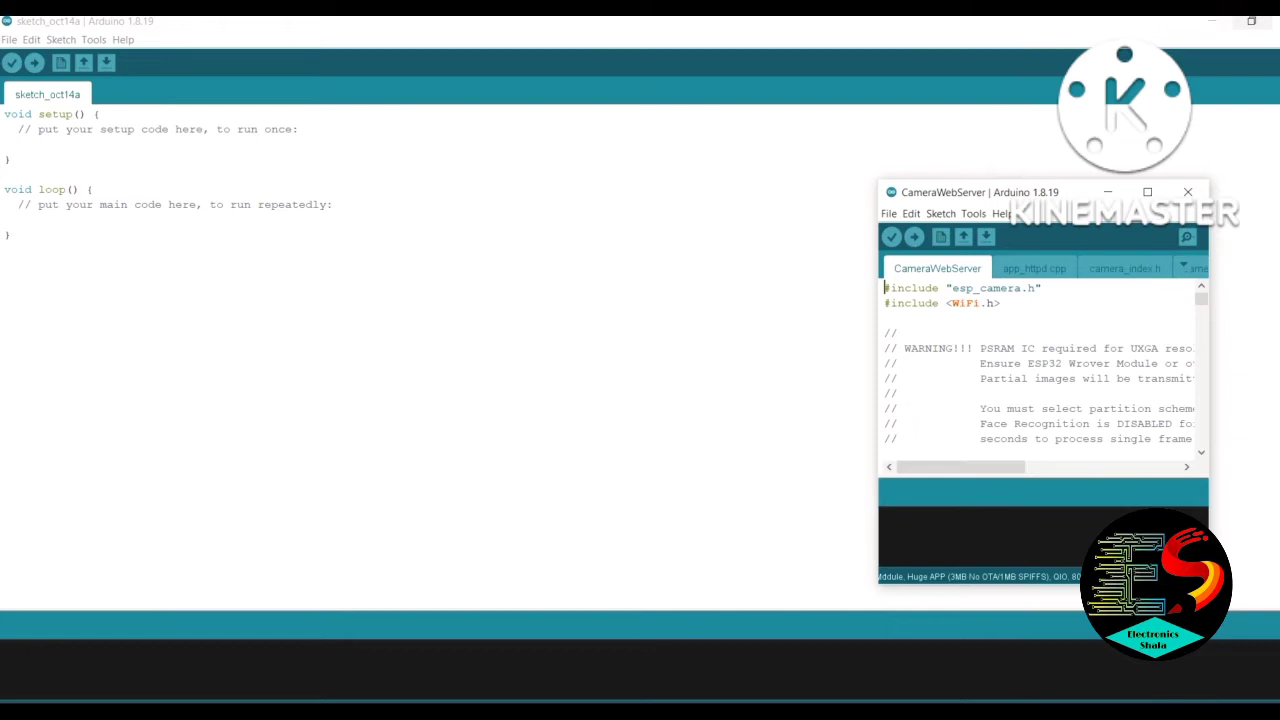 sketch_oct14a | Arduino 1.8.19
File Edit Sketch Tools Help
sketch_oct14a
void setup() {
// put your setup code here, to run once:
}
void loop() {
// put your main code here, to run repeatedly:
}
K
KINEMASTER
CameraWebServer | Arduino 1.8.19
File Edit Sketch Tools Help
CameraWebServer app_httpd.cpp camera_index.h
#include "esp_camera.h"
#include <WiFi.h>
//
// WARNING!!! PSRAM IC required for UXGA resol
// Ensure ESP32 Wrover Module or ot
// Partial images will be transmit
//
// You must select partition scheme
// Face Recognition is DISABLED fo
// seconds to process single frame
Module, Huge APP (3MB No OTA/1MB SPIFFS), QIO, 80
ES
Electronics
Shala